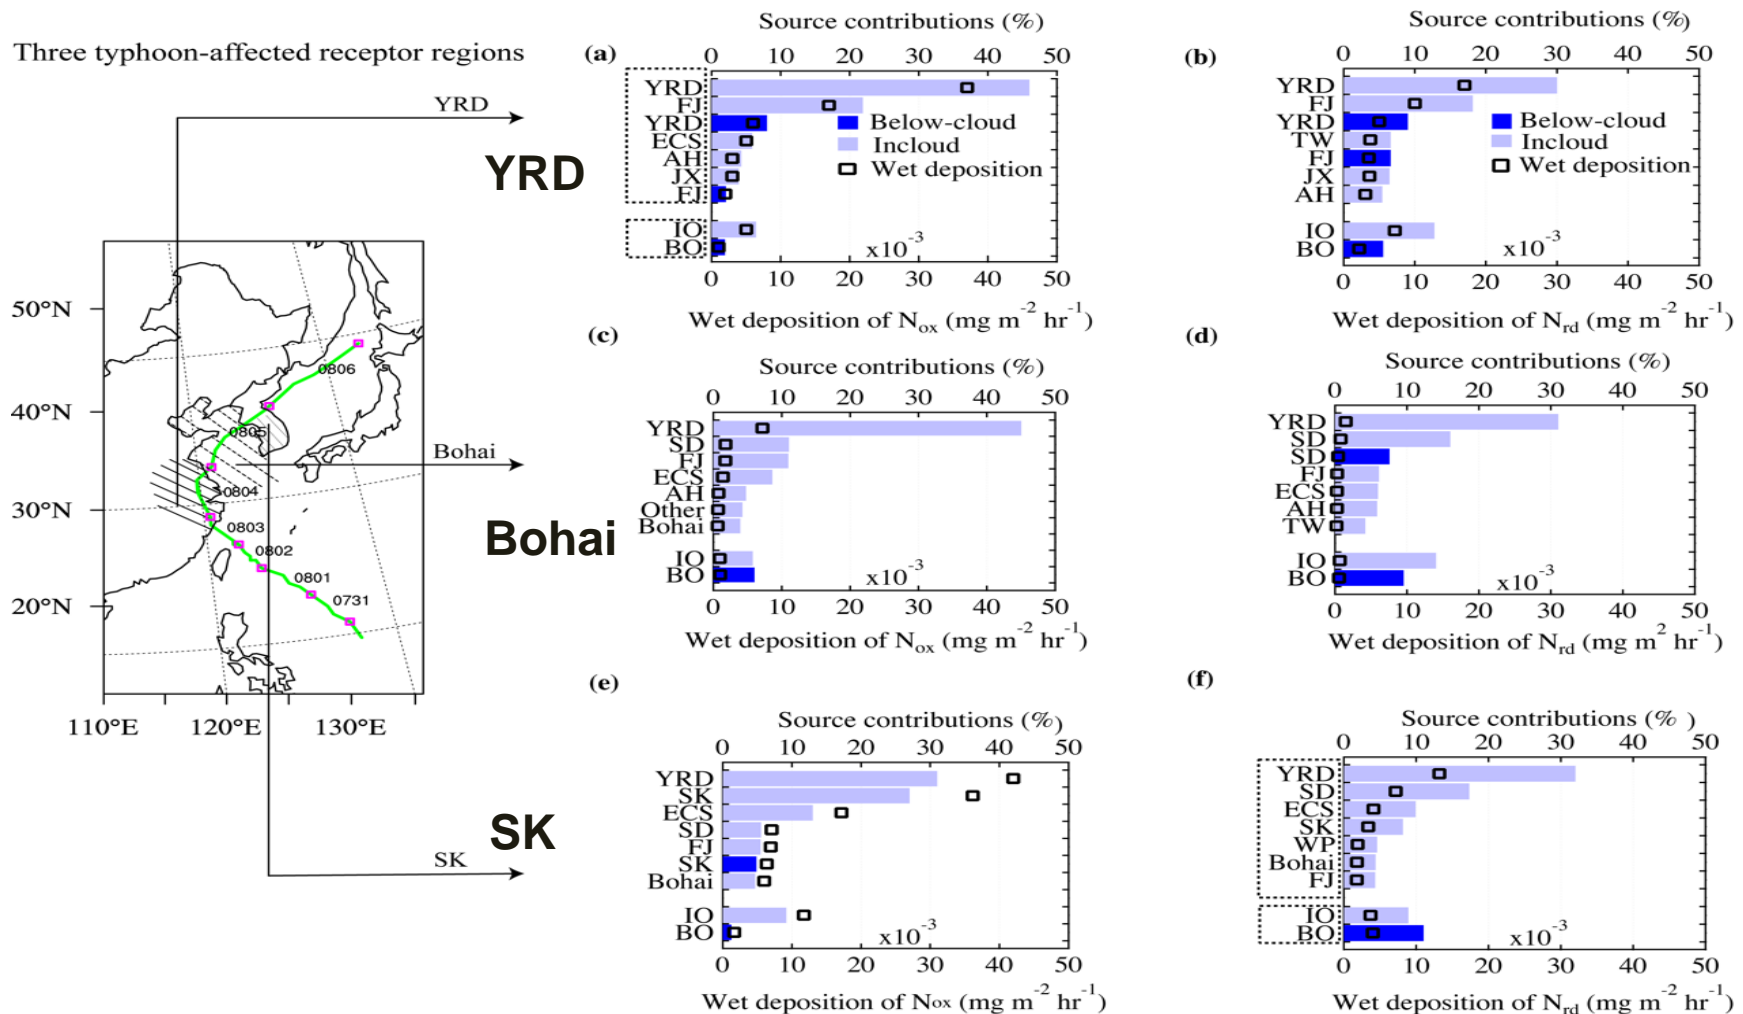 Three typhoon-affected receptor regions
YRD
Bohai
SK
50°N
40°N
30°N
20°N
110°E
120°E
130°E
0806
0805
0804
0803
0802
0801
0731
YRD
Bohai
SK
(a)
Source contributions (%)
0 10 20 30 40 50
YRD
FJ
YRD
ECS
AH
JX
FJ
IO
BO
Below-cloud
Incloud
Wet deposition
x10-3
0 10 20 30 40 50
Wet deposition of Nox (mg m-2 hr-1)
(b)
Source contributions (%)
0 10 20 30 40 50
YRD
FJ
YRD
TW
FJ
JX
AH
IO
BO
Below-cloud
Incloud
Wet deposition
x10-3
0 10 20 30 40 50
Wet deposition of Nrd (mg m-2 hr-1)
(c)
Source contributions (%)
0 10 20 30 40 50
YRD
SD
FJ
ECS
AH
Other
Bohai
IO
BO
x10-3
0 10 20 30 40 50
Wet deposition of Nox (mg m-2 hr-1)
(d)
Source contributions (%)
0 10 20 30 40 50
YRD
SD
SD
FJ
ECS
AH
TW
IO
BO
x10-3
0 10 20 30 40 50
Wet deposition of Nrd (mg m2 hr-1)
(e)
Source contributions (%)
0 10 20 30 40 50
YRD
SK
ECS
SD
FJ
SK
Bohai
IO
BO
x10-3
0 10 20 30 40 50
Wet deposition of Nox (mg m-2 hr-1)
(f)
Source contributions (%)
0 10 20 30 40 50
YRD
SD
ECS
SK
WP
Bohai
FJ
IO
BO
x10-3
0 10 20 30 40 50
Wet deposition of Nrd (mg m-2 hr-1)